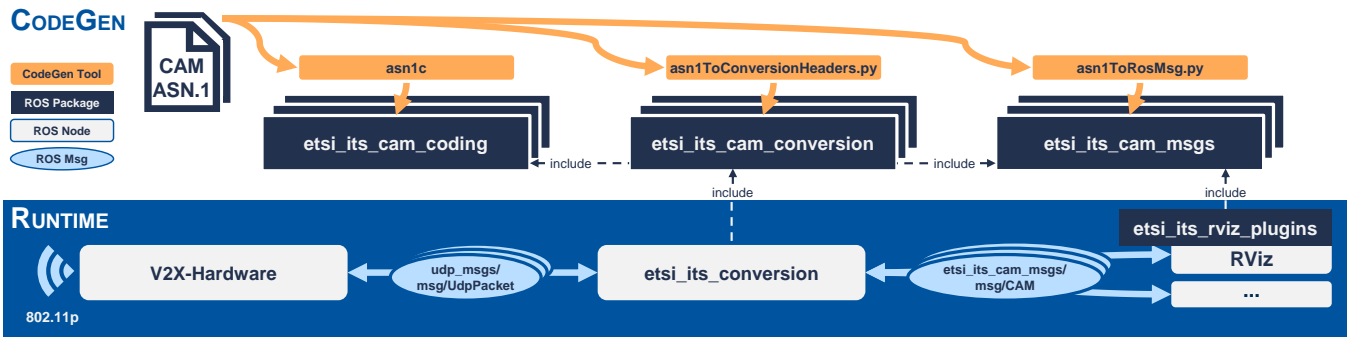 CODEGEN
CAM
ASN.1
CodeGen Tool
ROS Package
ROS Node
ROS Msg
asn1c
asn1ToConversionHeaders.py
asn1ToRosMsg.py
etsi_its_cam_coding
etsi_its_cam_conversion
etsi_its_cam_msgs
include
include
include
include
RUNTIME
802.11p
V2X-Hardware
udp_msgs/
msg/UdpPacket
etsi_its_conversion
etsi_its_cam_msgs/
msg/CAM
etsi_its_rviz_plugins
RViz
...